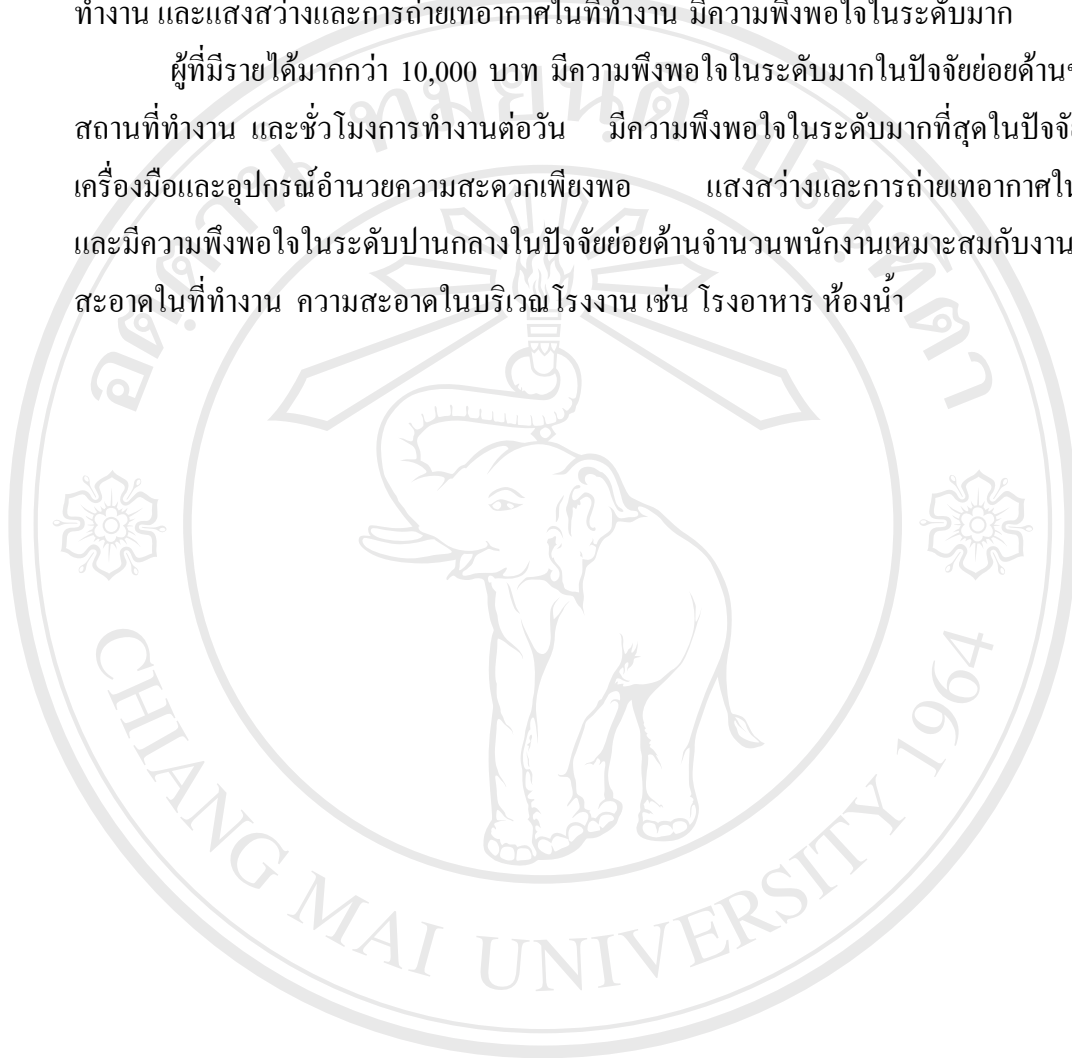 ทำงาน และแสงสว่างและการถ่ายเทอากาศในที่ทำงาน มีความพึงพอใจในระดับมาก
ผู้ที่มีรายได้มากกว่า 10,000 บาท มีความพึงพอใจในระดับมากในปัจจัยย่อยด้าน
สถานที่ทำงาน และชั่วโมงการทำงานต่อวัน มีความพึงพอใจในระดับมากที่สุดในปัจจั
เครื่องมือและอุปกรณ์อำนวยความสะดวกเพียงพอ แสงสว่างและการถ่ายเทอากาศใน
และมีความพึงพอใจในระดับปานกลางในปัจจัยย่อยด้านจำนวนพนักงานเหมาะสมกับงาน
สะอาดในที่ทำงาน ความสะอาดในบริเวณโรงงาน เช่น โรงอาหาร ห้องน้ำ
อตฺตานํ ทมยนฺติ ปณฺฑิตา
CHIANG MAI UNIVERSITY 1964